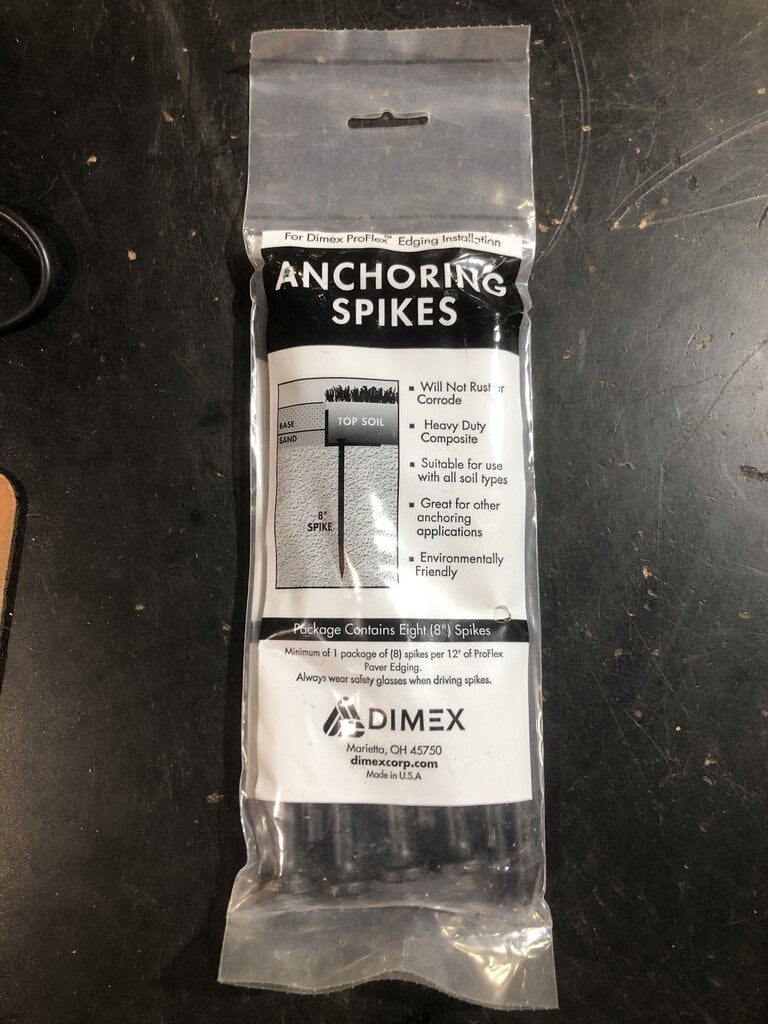 For Dimex ProFlex™ Edging Installation
ANCHORING
SPIKES
BASE
SAND
TOP SOIL
8"
SPIKE
▪ Will Not Rust or
Corrode
▪ Heavy Duty
Composite
▪ Suitable for use
with all soil types
▪ Great for other
anchoring
applications
▪ Environmentally
Friendly
Package Contains Eight (8") Spikes
Minimum of 1 package of (8) spikes per 12' of ProFlex
Paver Edging.
Always wear safety glasses when driving spikes.
DIMEX
Marietta, OH 45750
dimexcorp.com
Made in U.S.A